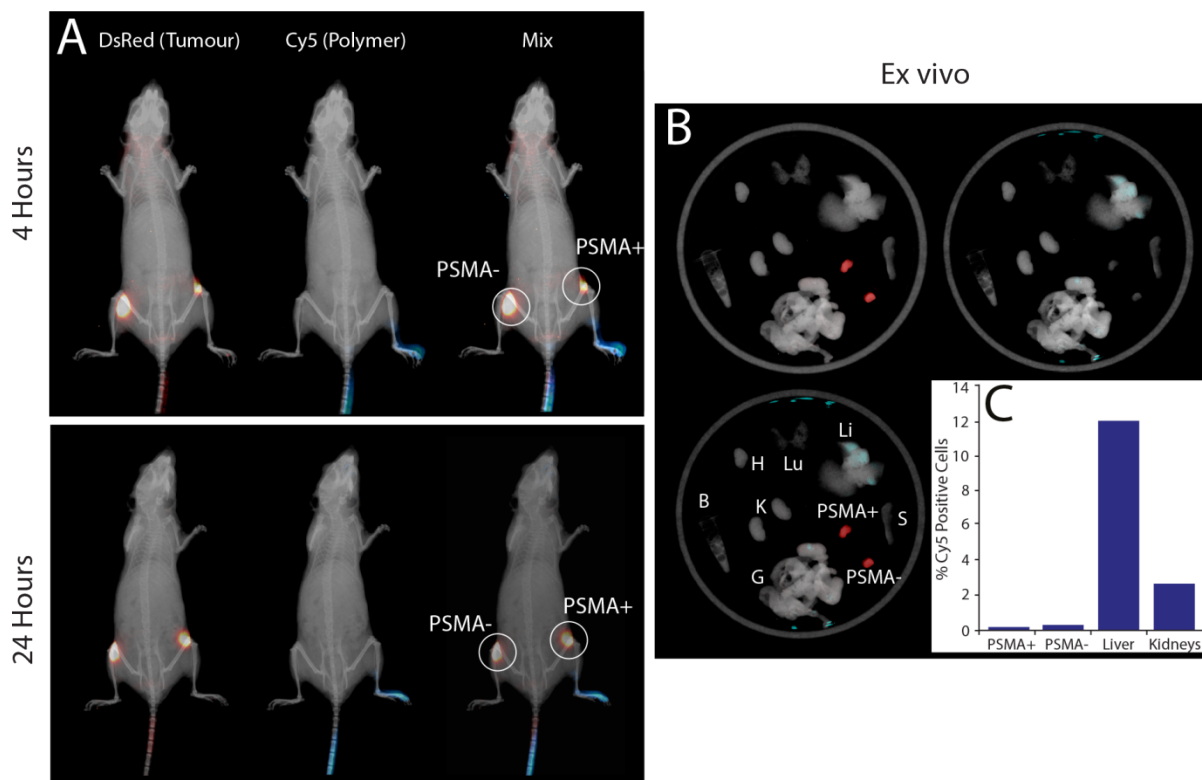 A
DsRed (Tumour)
Cy5 (Polymer)
Mix
4 Hours
PSMA-
PSMA+
24 Hours
PSMA-
PSMA+
Ex vivo
B
H
Lu
Li
B
K
PSMA+
S
G
PSMA-
C
% Cy5 Positive Cells
14
12
10
8
6
4
2
0
PSMA+ PSMA- Liver Kidneys